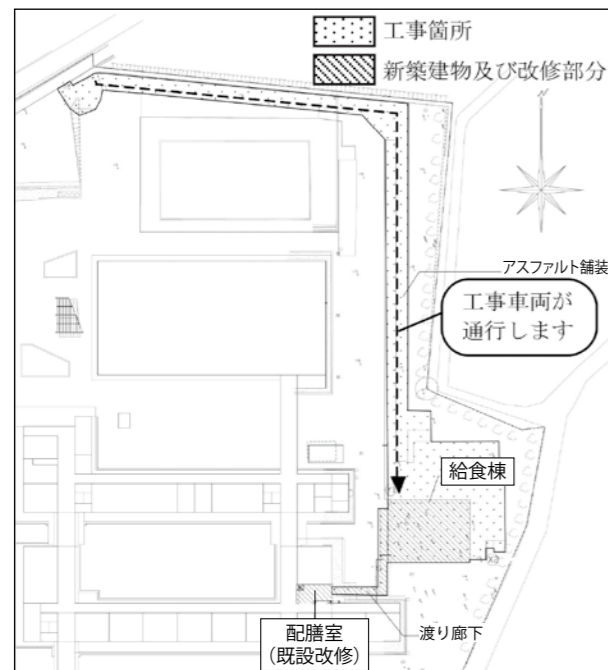 工事箇所
新築建物及び改修部分
N
アスファルト舗装
工事車両が
通行します
給食棟
配膳室
(既設改修)
渡り廊下